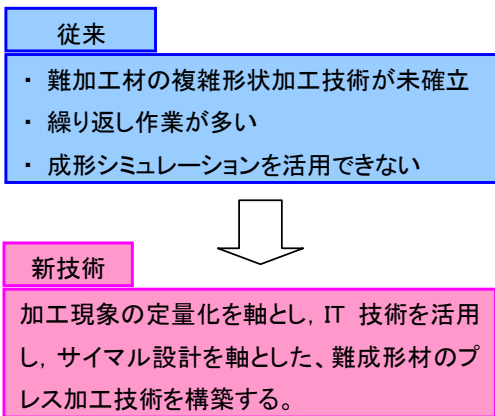 従来
・ 難加工材の複雑形状加工技術が未確立
・ 繰り返し作業が多い
・ 成形シミュレーションを活用できない
新技術
加工現象の定量化を軸とし, IT 技術を活用
し, サイマル設計を軸とした、難成形材のプ
レス加工技術を構築する。